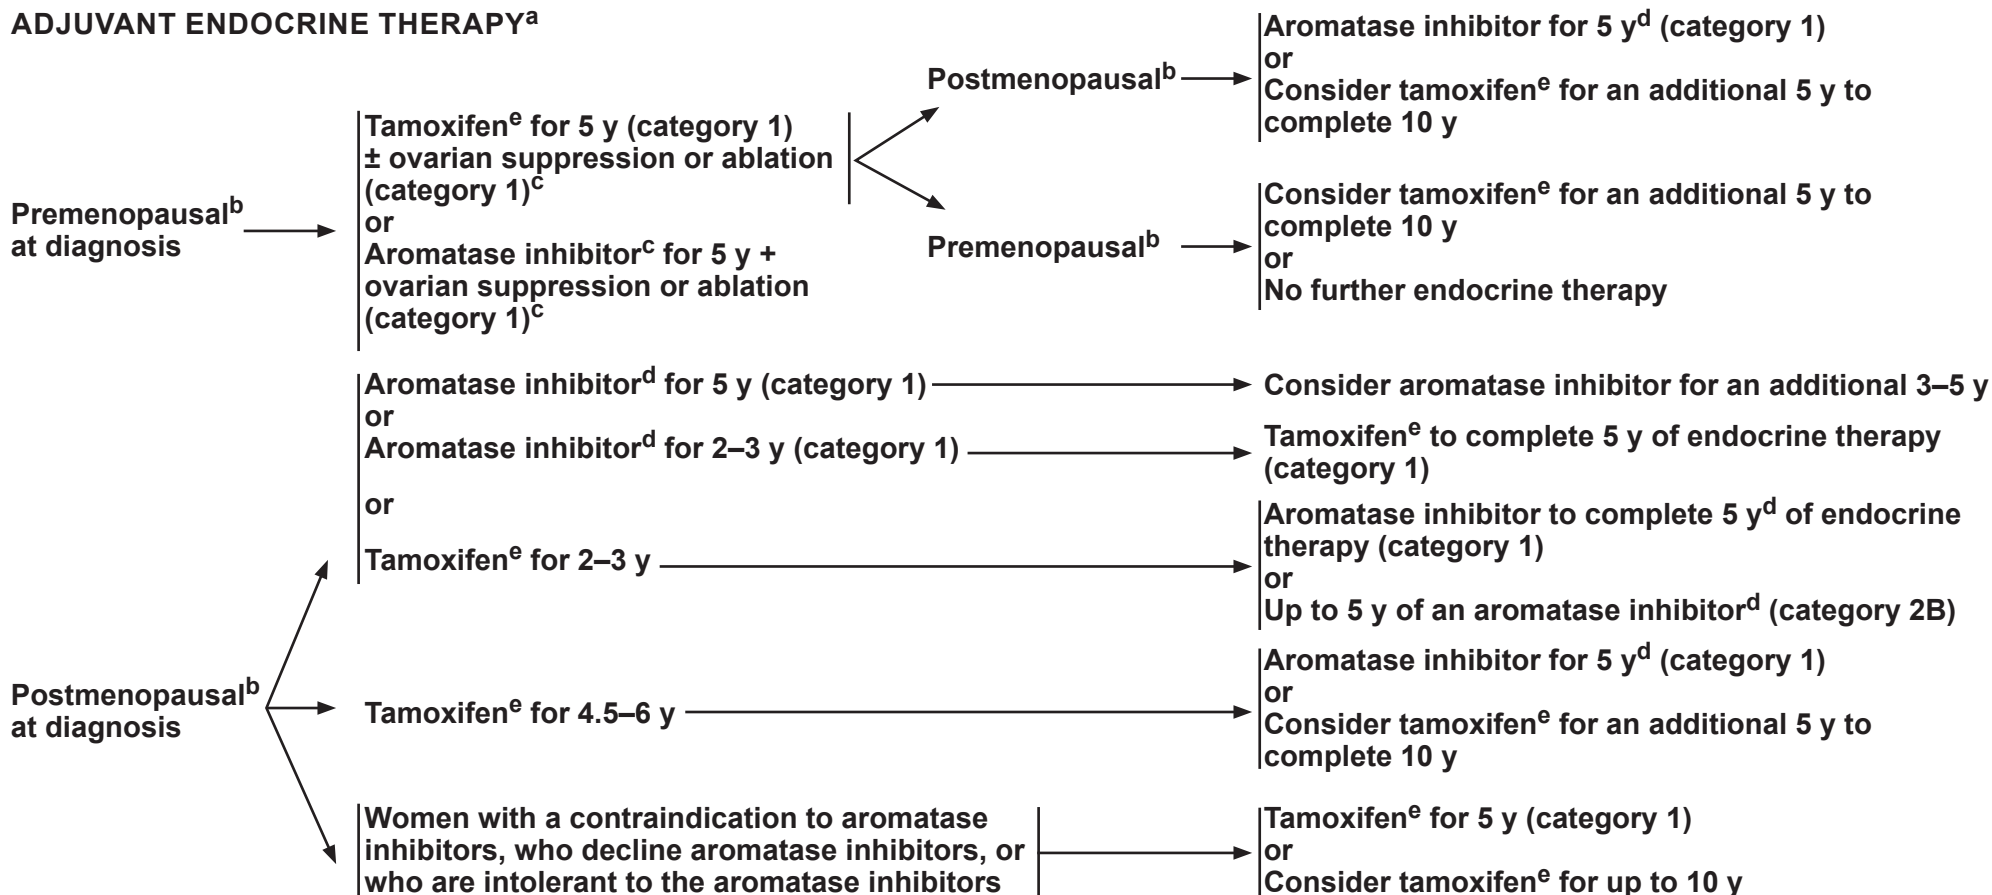 ADJUVANT ENDOCRINE THERAPYa
Premenopausalb
at diagnosis
Tamoxifene for 5 y (category 1)
± ovarian suppression or ablation
(category 1)c
or
Aromatase inhibitorc for 5 y +
ovarian suppression or ablation
(category 1)c
Postmenopausalb
Aromatase inhibitor for 5 yd (category 1)
or
Consider tamoxifene for an additional 5 y to
complete 10 y
Premenopausalb
Consider tamoxifene for an additional 5 y to
complete 10 y
or
No further endocrine therapy
Postmenopausalb
at diagnosis
Aromatase inhibitord for 5 y (category 1)
Consider aromatase inhibitor for an additional 3–5 y
or
Aromatase inhibitord for 2–3 y (category 1)
Tamoxifene to complete 5 y of endocrine therapy
(category 1)
or
Tamoxifene for 2–3 y
Aromatase inhibitor to complete 5 yd of endocrine
therapy (category 1)
or
Up to 5 y of an aromatase inhibitord (category 2B)
Tamoxifene for 4.5–6 y
Aromatase inhibitor for 5 yd (category 1)
or
Consider tamoxifene for an additional 5 y to
complete 10 y
Women with a contraindication to aromatase
inhibitors, who decline aromatase inhibitors, or
who are intolerant to the aromatase inhibitors
Tamoxifene for 5 y (category 1)
or
Consider tamoxifene for up to 10 y